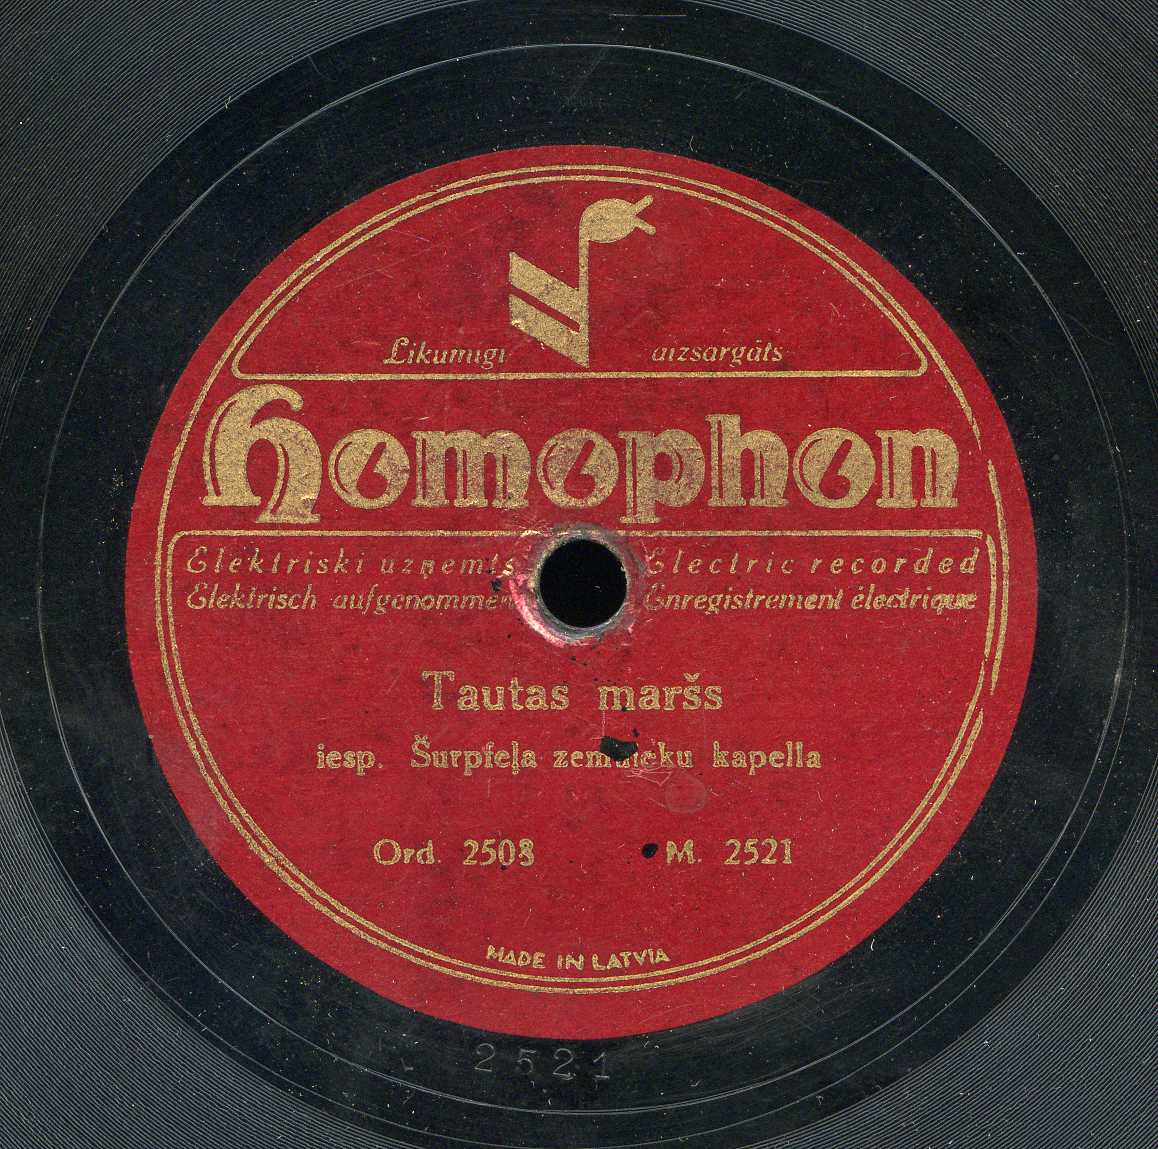 Likumigi aizsargāts
Homophon
Elektriski uzņemts Electric recorded
Elektrisch aufgenommen Enregistrement électrique
Tautas maršs
iesp. Šurpfeļa zemnieku kapella
Ord. 2508 M. 2521
MADE IN LATVIA
2521